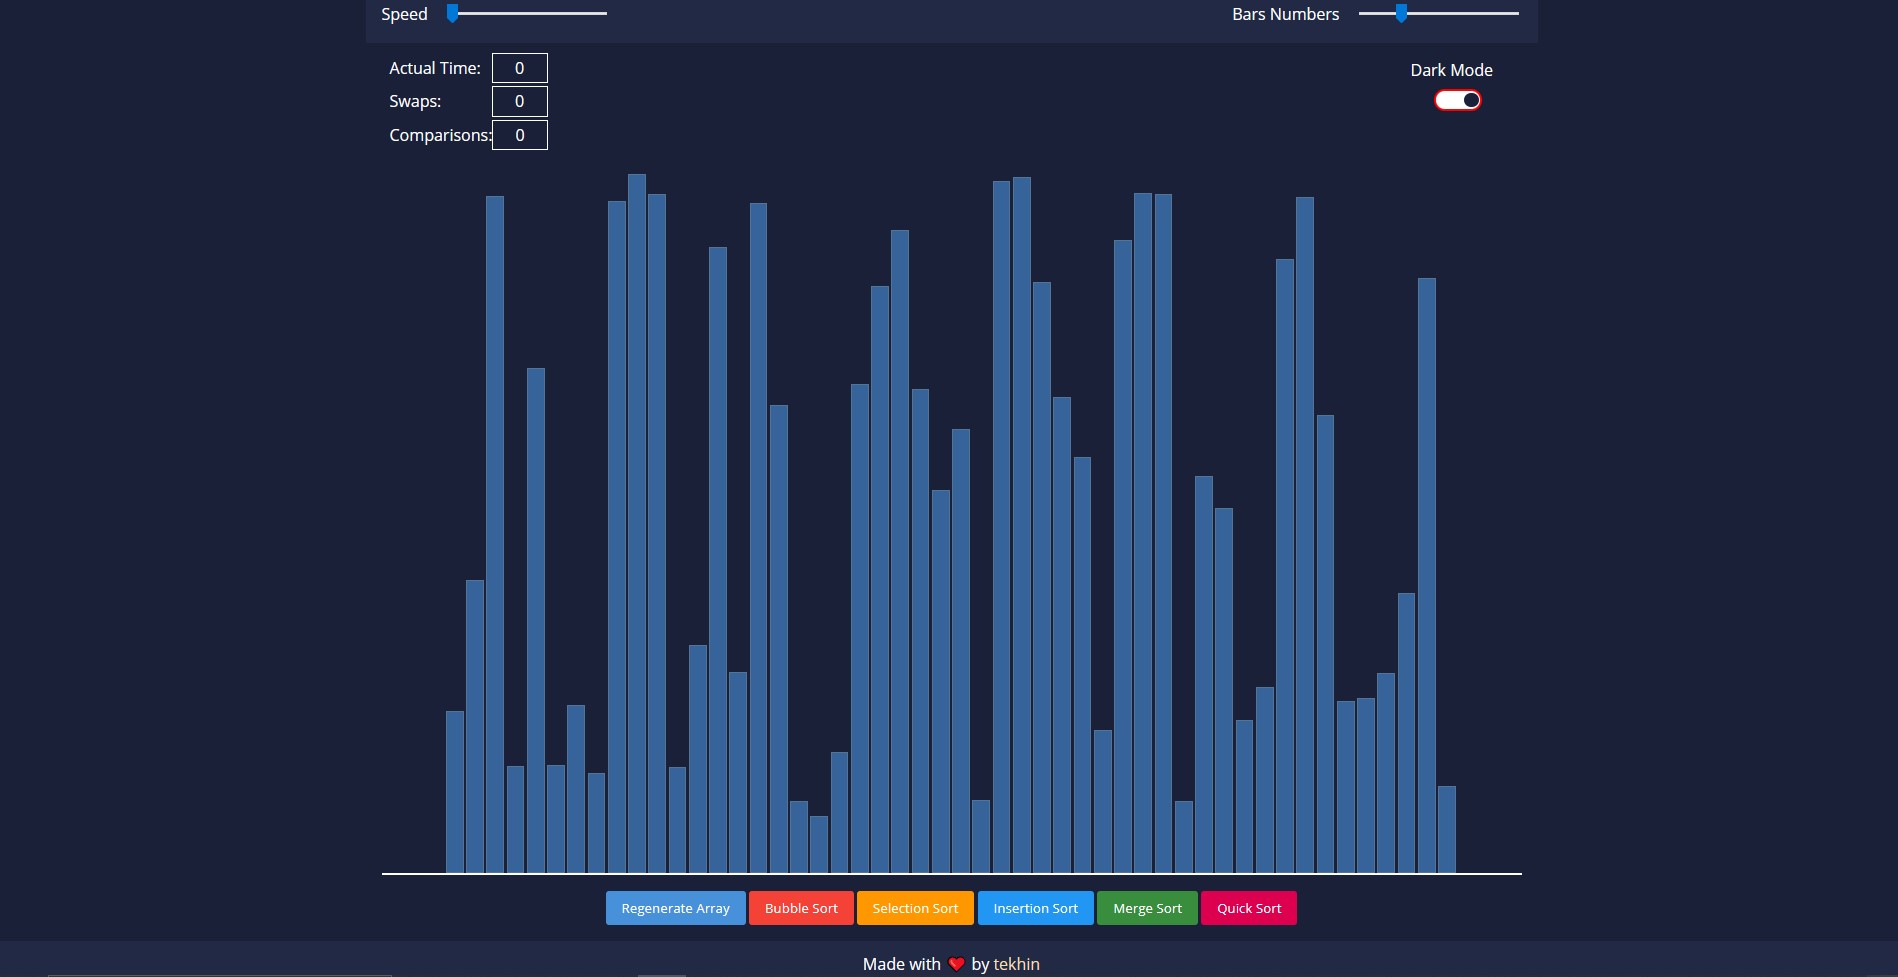 Speed Bars Numbers
Actual Time: 0
Dark Mode
Swaps: 0
Comparisons: 0
Regenerate Array Bubble Sort Selection Sort Insertion Sort Merge Sort Quick Sort
Made with ❤ by tekhin